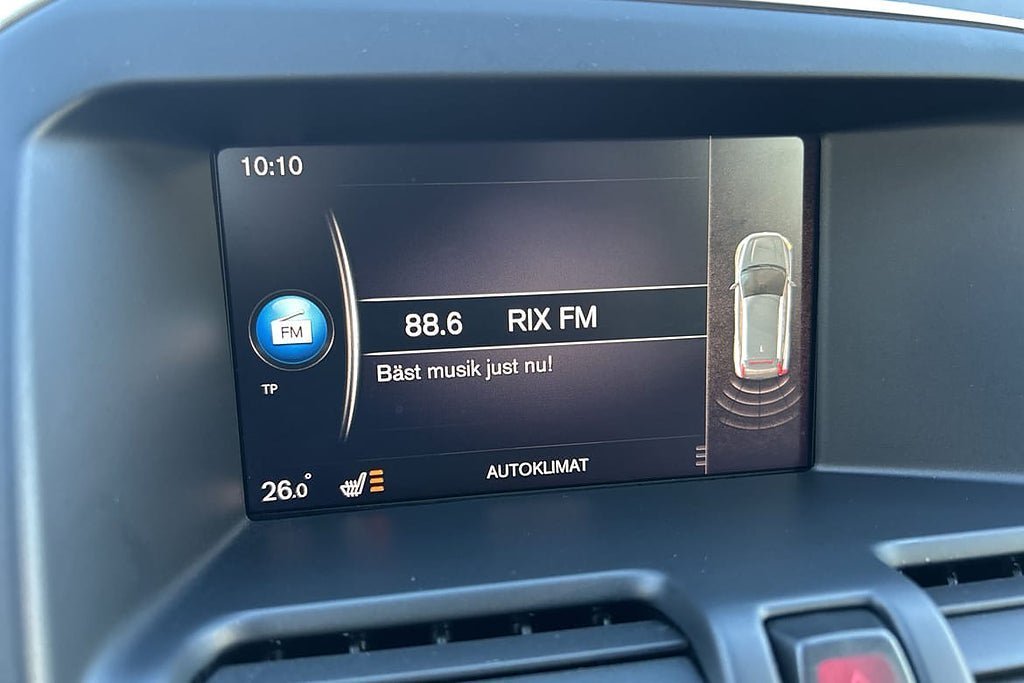 10:10
88.6 RIX FM
FM
Bäst musik just nu!
TP
26.0°
AUTOKLIMAT